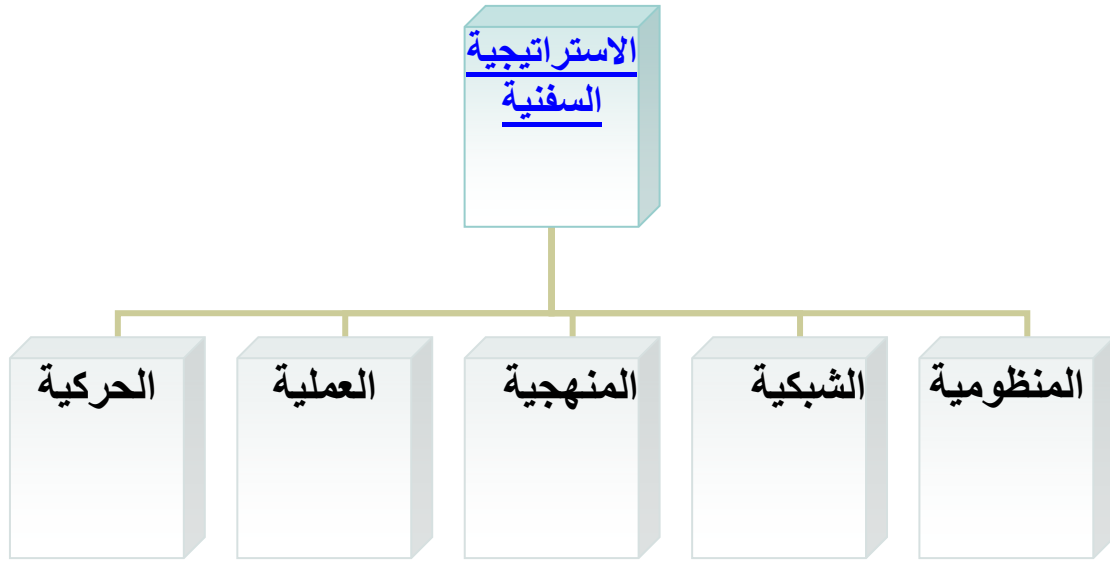 الاستراتيجية
السفنية
المنظومية
الشبكية
المنهجية
العملية
الحركية